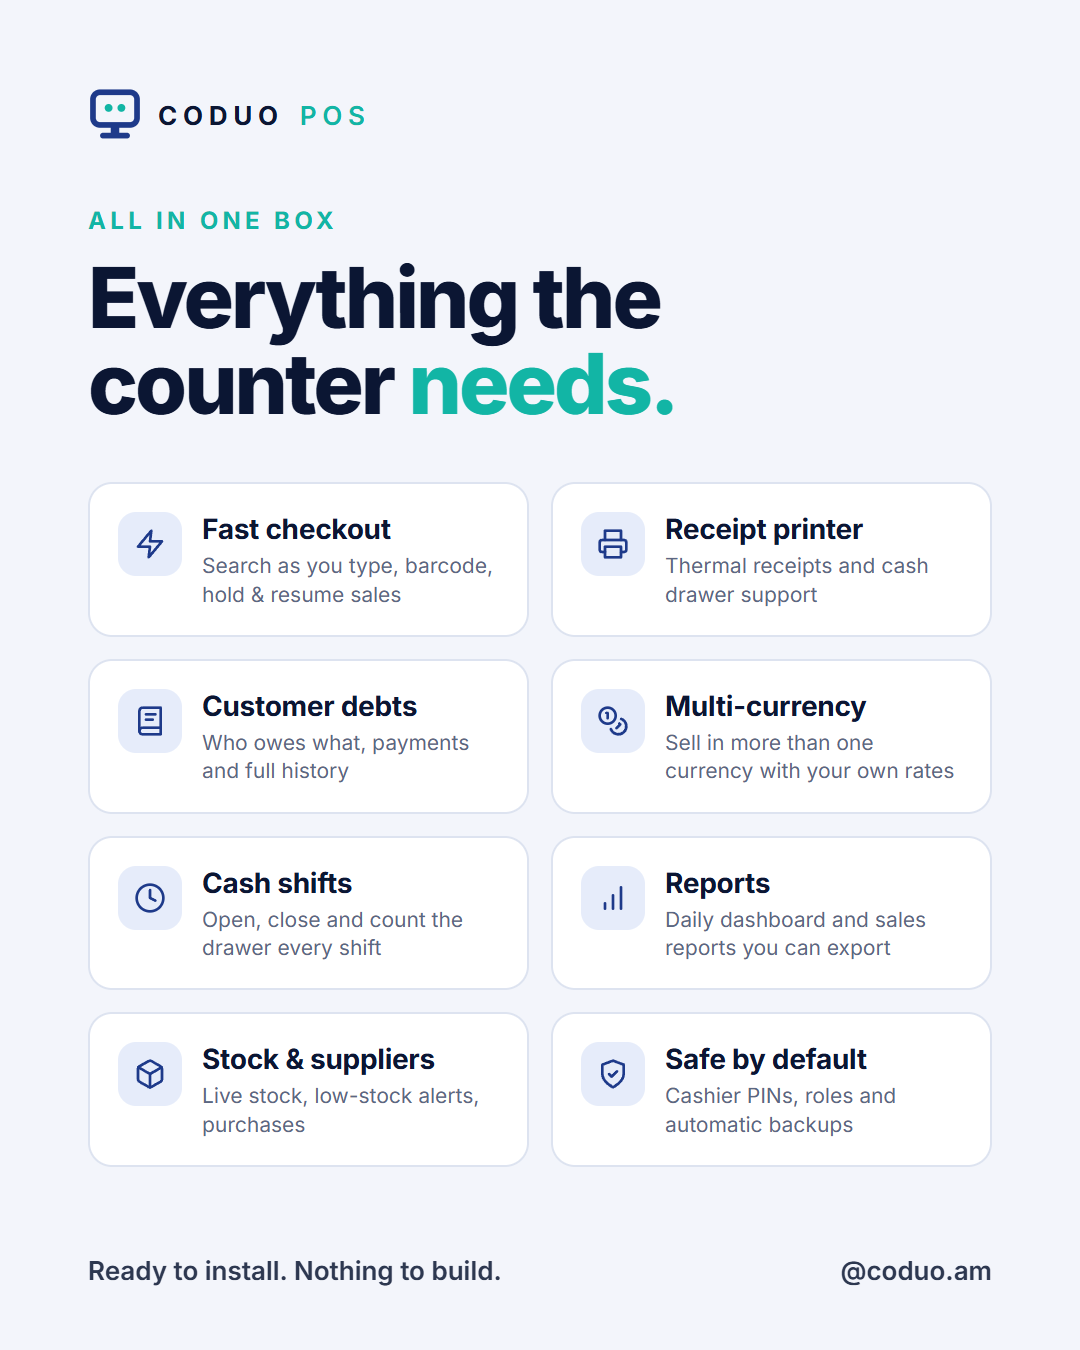 CODUO POS
ALL IN ONE BOX
Everything the
counter needs.
Fast checkout
Search as you type, barcode,
hold & resume sales
Receipt printer
Thermal receipts and cash
drawer support
Customer debts
Who owes what, payments
and full history
Multi-currency
Sell in more than one
currency with your own rates
Cash shifts
Open, close and count the
drawer every shift
Reports
Daily dashboard and sales
reports you can export
Stock & suppliers
Live stock, low-stock alerts,
purchases
Safe by default
Cashier PINs, roles and
automatic backups
Ready to install. Nothing to build.
@coduo.am